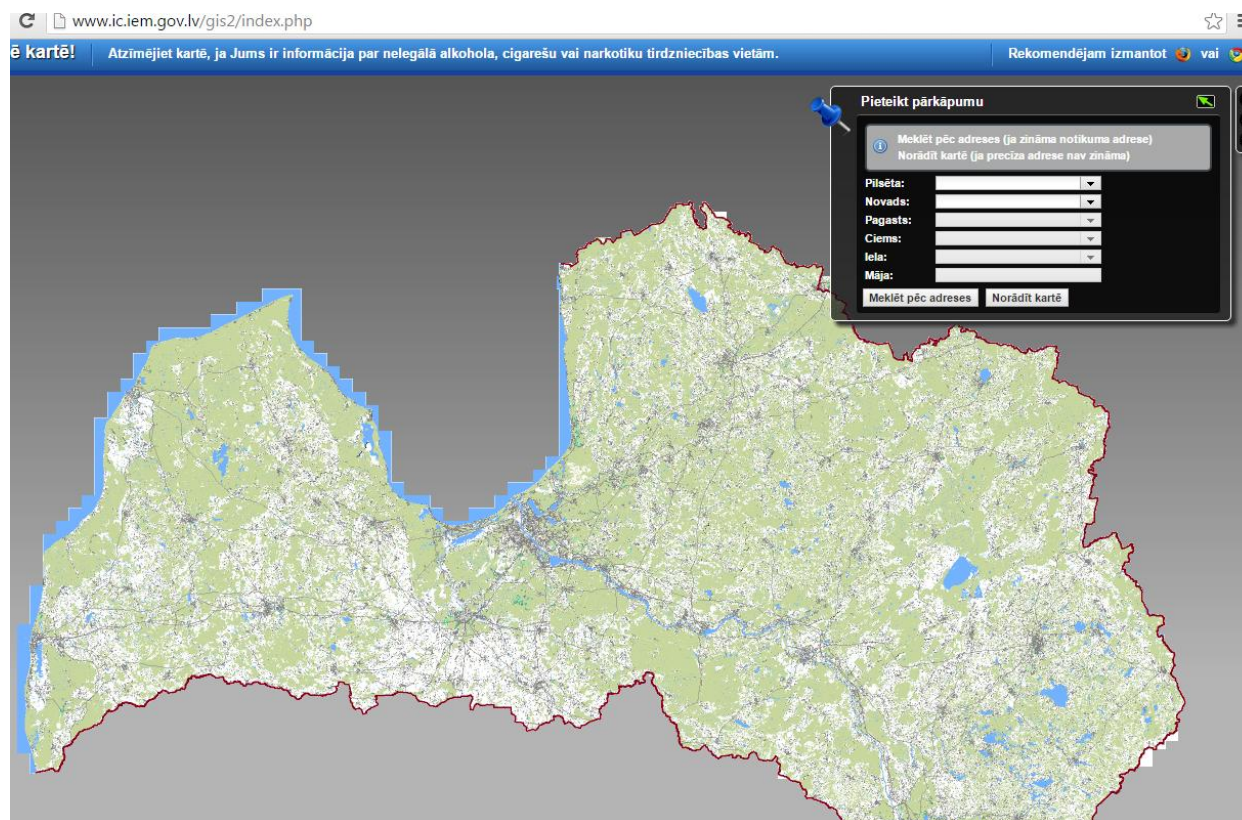 www.ic.iem.gov.lv/gis2/index.php
ē kartē!
Atzīmējiet kartē, ja Jums ir informācija par nelegālā alkohola, cigarešu vai narkotiku tirdzniecības vietām.
Rekomendējam izmantot vai
Pieteikt pārkāpumu
Meklēt pēc adreses (ja zināma notikuma adrese)
Norādīt kartē (ja precīza adrese nav zināma)
Pilsēta:
Novads:
Pagasts:
Ciems:
Iela:
Māja:
Meklēt pēc adreses Norādīt kartē